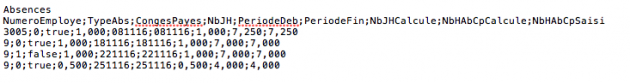 Absences
NumeroEmploye;TypeAbs;CongesPayes;NbJH;PeriodeDeb;PeriodeFin;NbJHCalcule;NbHAbCpCalcule;NbHAbCpSaisi
3005;0;true;1,000;081116;081116;1,000;7,250;7,250
9;0;true;1,000;181116;181116;1,000;7,000;7,000
9;1;false;1,000;221116;221116;1,000;7,000;7,000
9;0;true;0,500;251116;251116;0,500;4,000;4,000